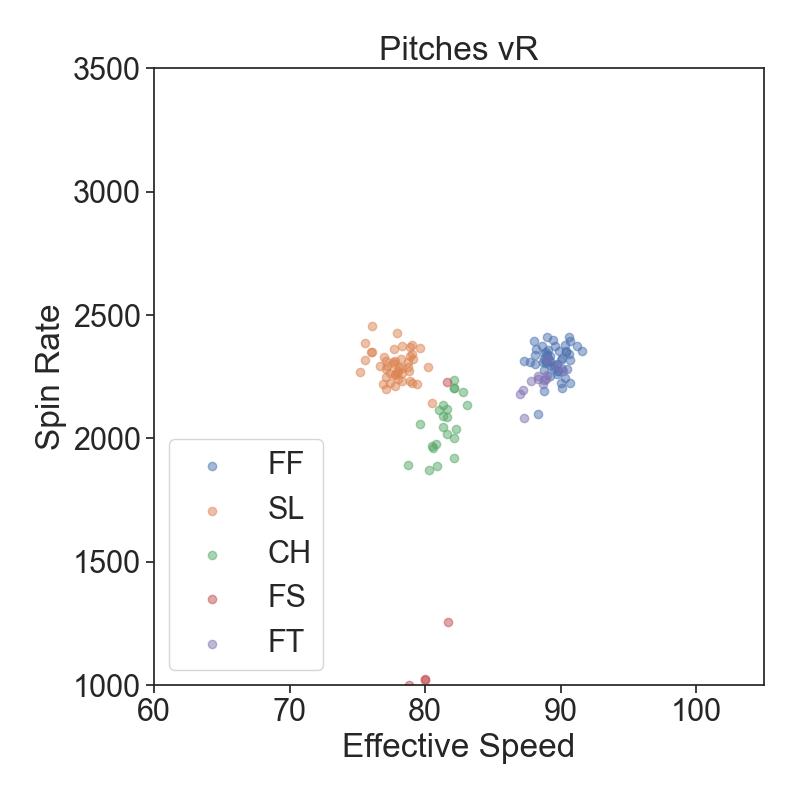 Pitches vR
3500
3000
2500
2000
1500
1000
Spin Rate
FF
SL
CH
FS
FT
60 70 80 90 100
Effective Speed